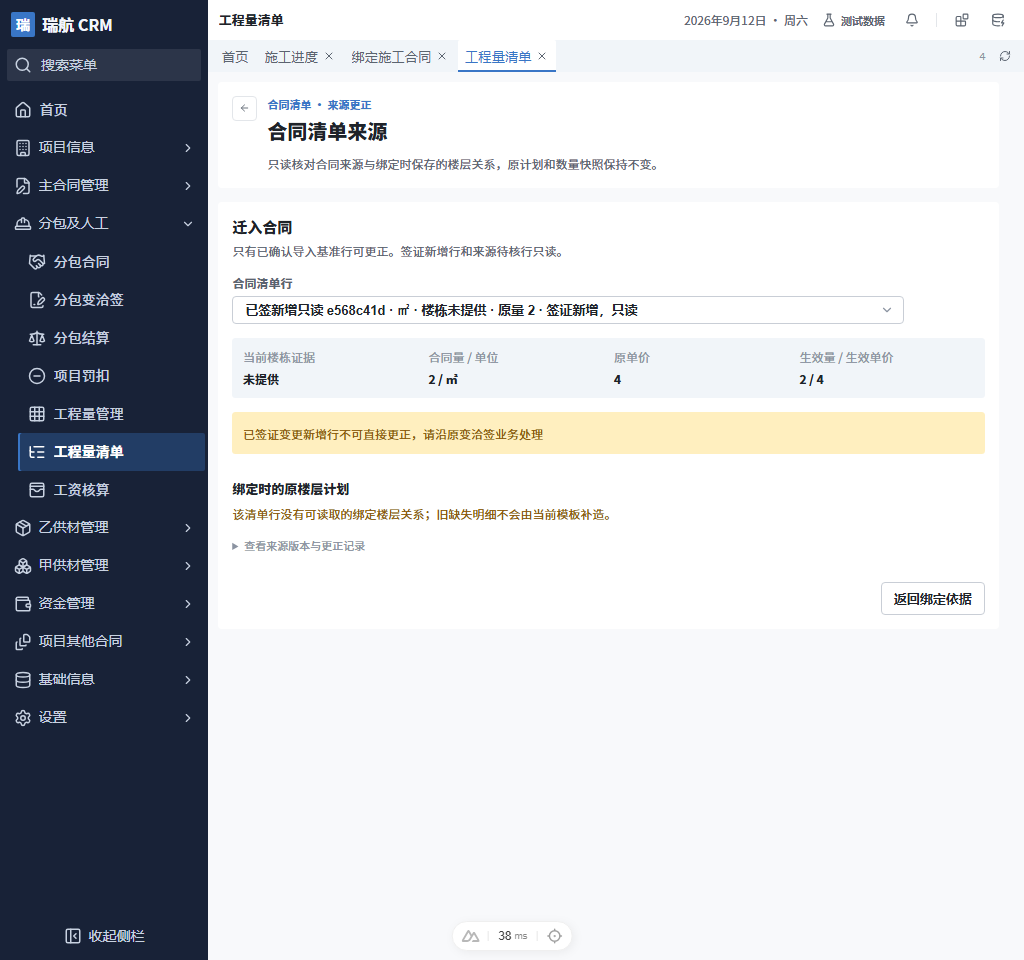 瑞 瑞航 CRM
搜索菜单
首页
项目信息
主合同管理
分包及人工
分包合同
分包变洽签
分包结算
项目罚扣
工程量管理
工程量清单
工资核算
乙供材管理
甲供材管理
资金管理
项目其他合同
基础信息
设置
收起侧栏
工程量清单
2026年9月12日 · 周六 测试数据
首页 施工进度 绑定施工合同 工程量清单 4
合同清单 · 来源更正
合同清单来源
只读核对合同来源与绑定时保存的楼层关系，原计划和数量快照保持不变。
迁入合同
只有已确认导入基准行可更正。签证新增行和来源待核行只读。
合同清单行
已签新增只读 e568c41d · ㎡ · 楼栋未提供 · 原量 2 · 签证新增，只读
当前楼栋证据 合同量 / 单位 原单价 生效量 / 生效单价
未提供 2 / ㎡ 4 2 / 4
已签证变更新增行不可直接更正，请沿原变洽签业务处理
绑定时的原楼层计划
该清单行没有可读取的绑定楼层关系；旧缺失明细不会由当前模板补造。
查看来源版本与更正记录
返回绑定依据
38 ms